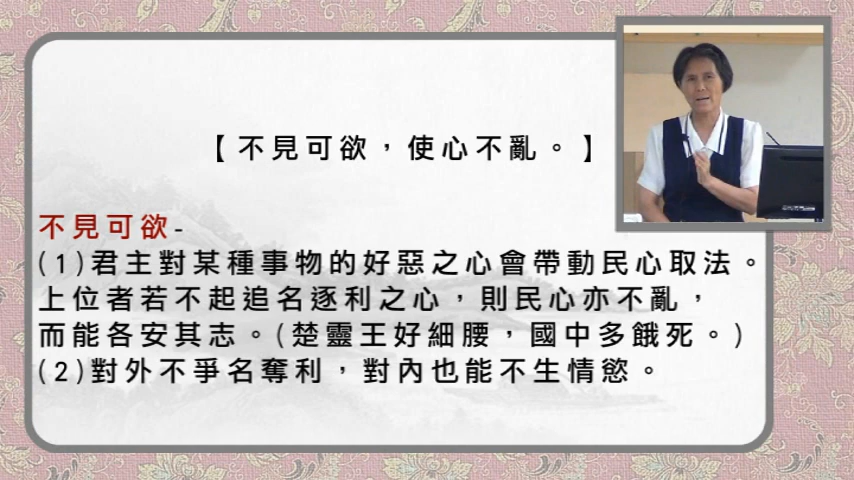 【不見可欲，使心不亂。】
不見可欲-
(1)君主對某種事物的好惡之心會帶動民心取法。
上位者若不起追名逐利之心，則民心亦不亂，
而能各安其志。(楚靈王好細腰，國中多餓死。)
(2)對外不爭名奪利，對內也能不生情慾。